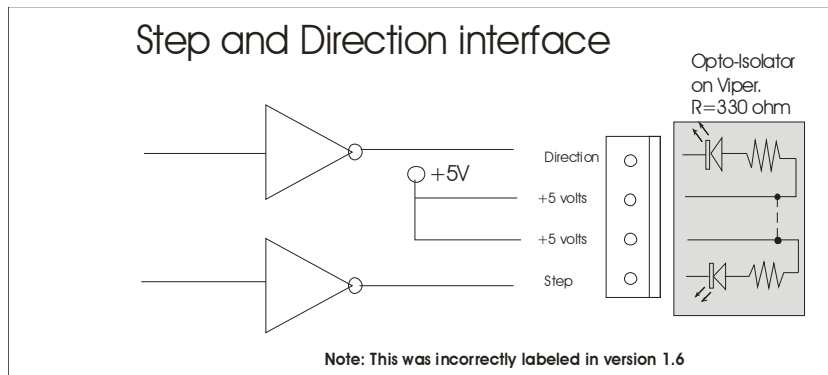 Step and Direction interface
Opto-Isolator
on Viper.
R=330 ohm
Direction
+5V
+5 volts
+5 volts
Step
Note: This was incorrectly labeled in version 1.6